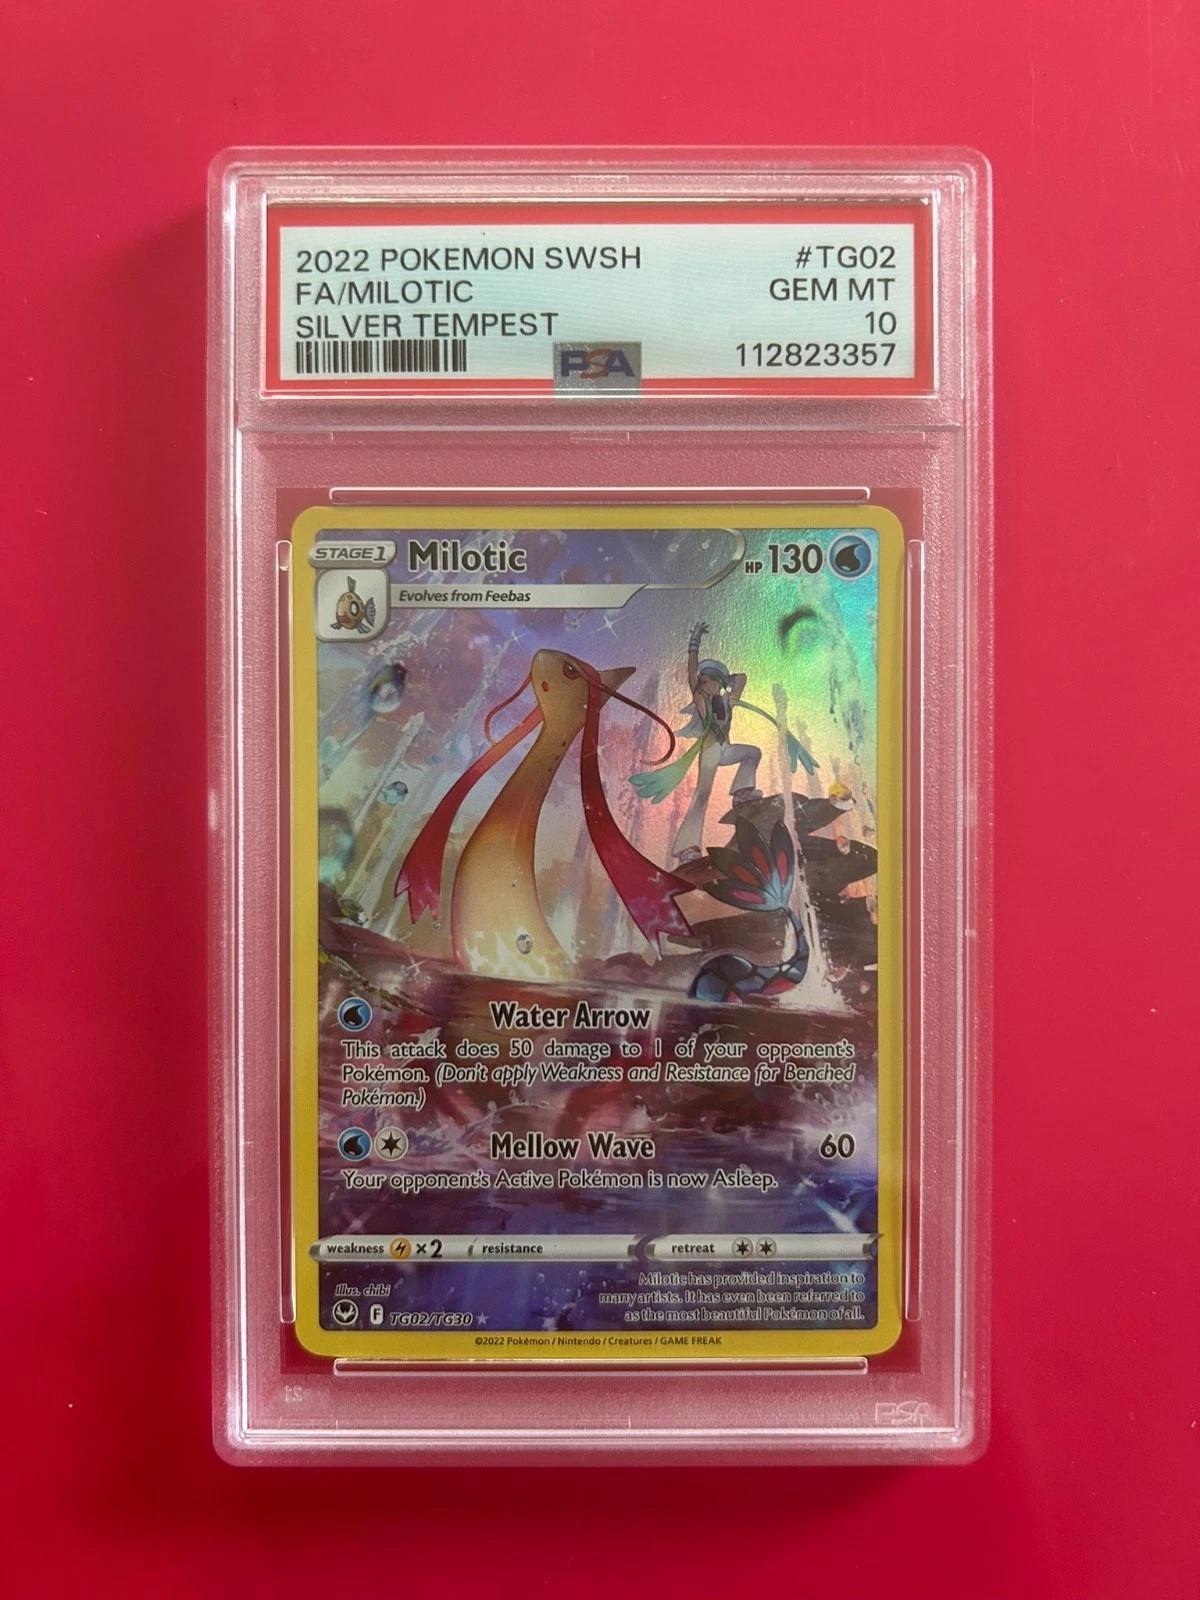 2022 POKEMON SWSH #TG02
FA/MILOTIC GEM MT
SILVER TEMPEST 10
PSA 112823357
STAGE 1 Milotic HP 130
Evolves from Feebas
Water Arrow
This attack does 50 damage to 1 of your opponent's
Pokémon. (Don't apply Weakness and Resistance for Benched
Pokémon.)
Mellow Wave 60
Your opponent's Active Pokémon is now Asleep.
weakness ×2 resistance retreat
Milotic has provided inspiration to
many artists. It has even been referred to
as the most beautiful Pokémon of all.
Illus. chibi
F TG02/TG30
©2022 Pokémon / Nintendo / Creatures / GAME FREAK
PSA